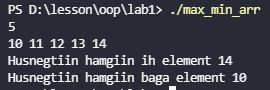 PS D:\lesson\oop\lab1> ./max_min_arr
5
10 11 12 13 14
Husnegtiin hamgiin ih element 14
Husnegtiin hamgiin baga element 10